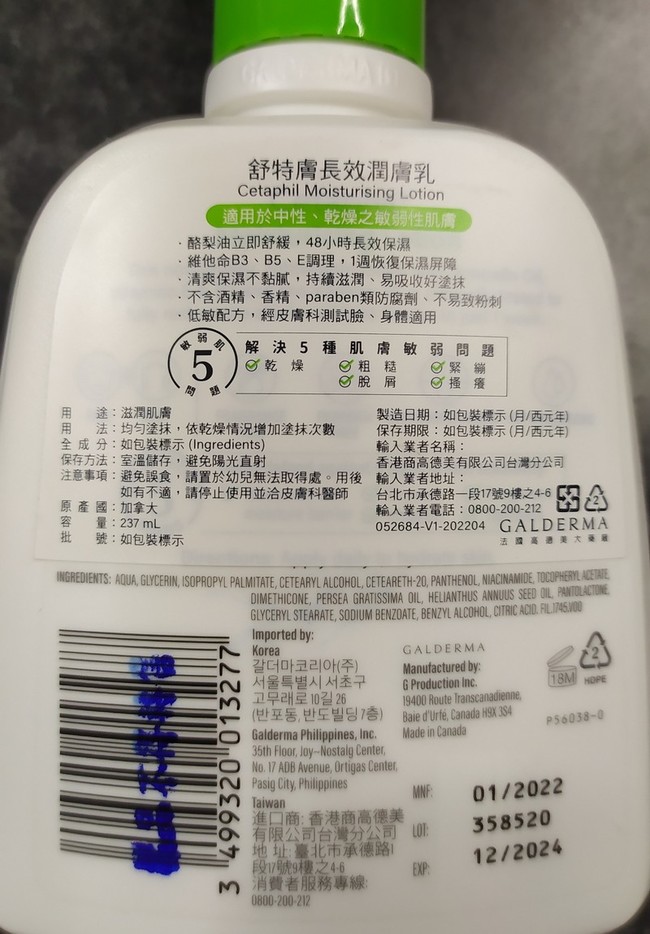 舒特膚長效潤膚乳
Cetaphil Moisturising Lotion
適用於中性、乾燥之敏弱性肌膚
· 酪梨油立即舒緩，48小時長效保濕
· 維他命B3、B5、E調理，1週恢復保濕屏障
· 清爽保濕不黏膩，持續滋潤、易吸收好塗抹
· 不含酒精、香精、paraben類防腐劑、不易致粉刺
· 低敏配方，經皮膚科測試臉、身體適用
敏弱肌
5
問題
解決5種肌膚敏弱問題
乾燥 粗糙 緊繃
脫屑 搔癢
用途：滋潤肌膚
用法：均勻塗抹，依乾燥情況增加塗抹次數
全成分：如包裝標示 (Ingredients)
保存方法：室溫儲存，避免陽光直射
注意事項：避免誤食，請置於幼兒無法取得處。用後
如有不適，請停止使用並洽皮膚科醫師
原產國：加拿大
容量：237 mL
批號：如包裝標示
製造日期：如包裝標示 (月/西元年)
保存期限：如包裝標示 (月/西元年)
輸入業者名稱：
香港商高德美有限公司台灣分公司
輸入業者地址：
台北市承德路一段17號9樓之4-6
輸入業者電話：0800-200-212
052684-V1-202204
2
GALDERMA
法國高德美大藥廠
INGREDIENTS: AQUA, GLYCERIN, ISOPROPYL PALMITATE, CETEARYL ALCOHOL, CETEARETH-20, PANTHENOL, NIACINAMIDE, TOCOPHERYL ACETATE,
DIMETHICONE, PERSEA GRATISSIMA OIL, HELIANTHUS ANNUUS SEED OIL, PANTOLACTONE,
GLYCERYL STEARATE, SODIUM BENZOATE, BENZYL ALCOHOL, CITRIC ACID. FIL.1745.V00
3 499320 013277
Imported by:
Korea
갈더마코리아(주)
서울특별시 서초구
고무래로 10길 26
(반포동, 반도빌딩 7층)
Galderma Philippines, Inc.
35th Floor, Joy-Nostalg Center,
No. 17 ADB Avenue, Ortigas Center,
Pasig City, Philippines
Taiwan
進口商: 香港商高德美
有限公司台灣分公司
地 址: 臺北市承德路1
段17號9樓之4-6
消費者服務專線:
0800-200-212
GALDERMA
Manufactured by:
G Production Inc.
19400 Route Transcanadienne,
Baie d'Urfé, Canada H9X 3S4
Made in Canada
18M
2
HDPE
P56038-0
MNF: 01/2022
LOT: 358520
EXP: 12/2024